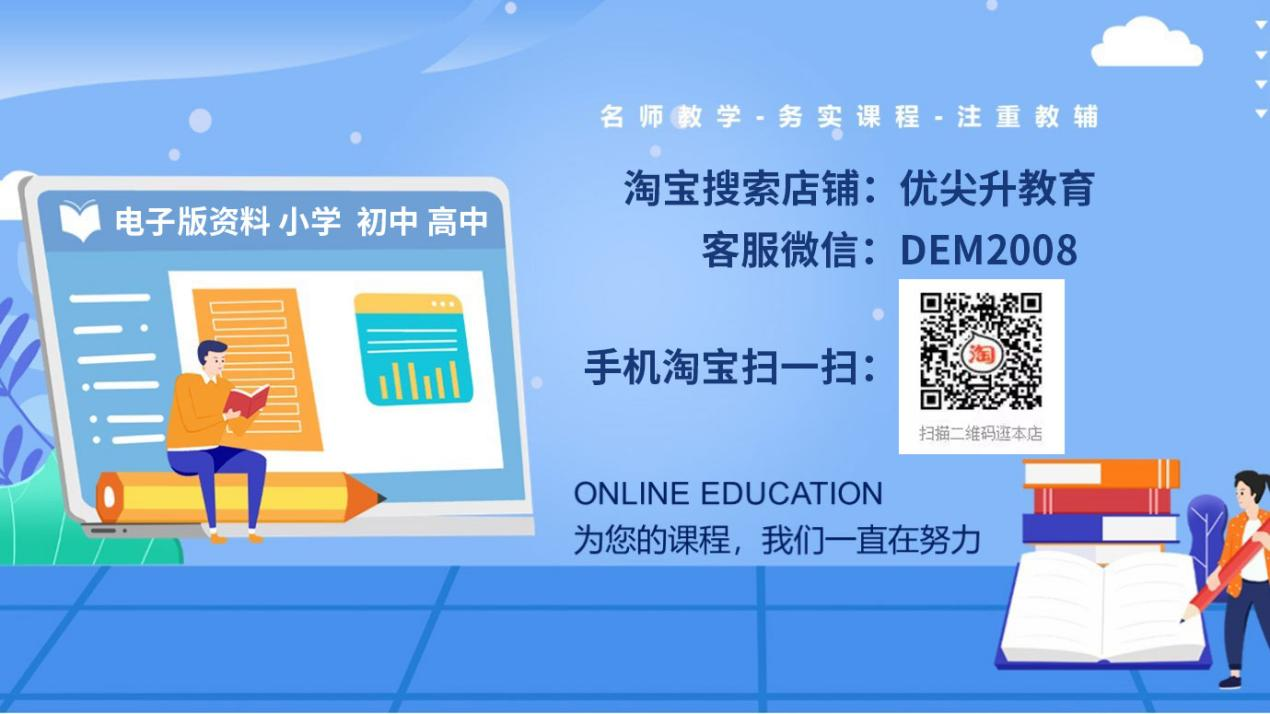 名师教学-务实课程-注重教辅
淘宝搜索店铺：优尖升教育
客服微信：DEM2008
电子版资料 小学 初中 高中
手机淘宝扫一扫：
淘
扫描二维码逛本店
ONLINE EDUCATION
为您的课程，我们一直在努力